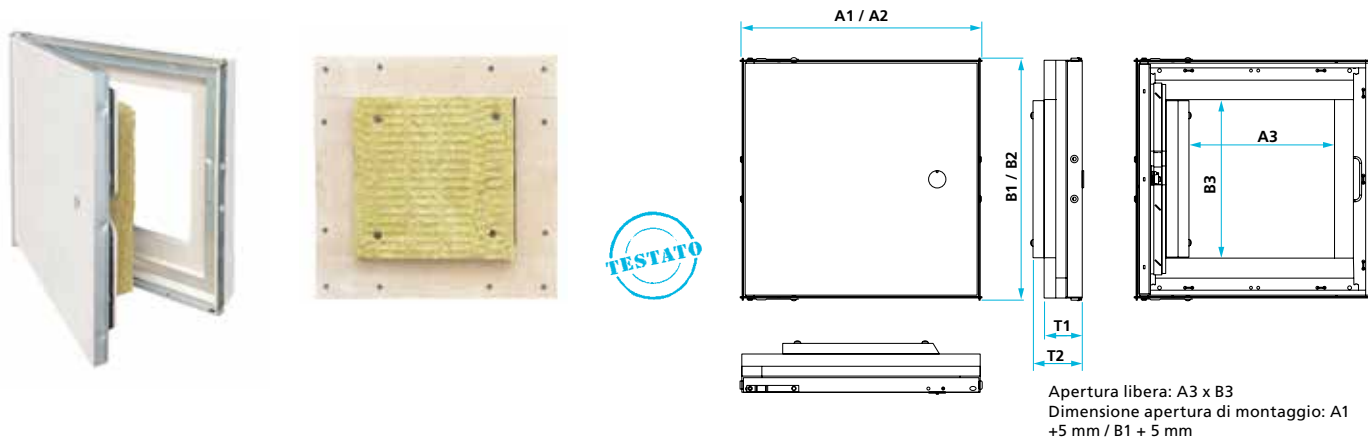 A1 / A2
B1 / B2
A3
B3
TESTATO
T1
T2
Apertura libera: A3 x B3
Dimensione apertura di montaggio: A1
+5 mm / B1 + 5 mm